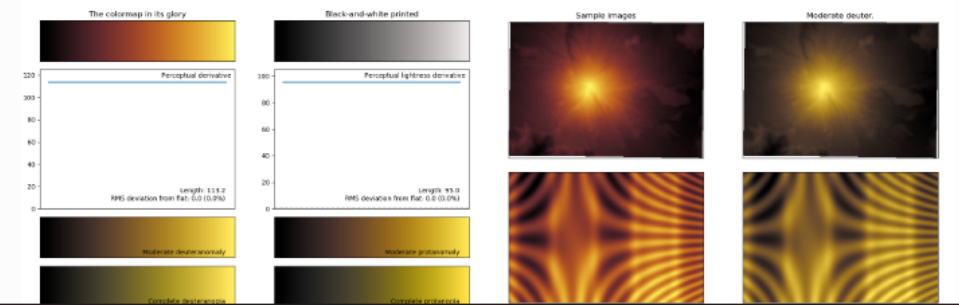 The colormap in its glory
Black-and-white printed
Sample images
Moderate deuter.
120
100
80
60
40
20
0
Perceptual derivative
Length: 113.2
RMS deviation from flat: 0.0 (0.0%)
100
80
60
40
20
0
Perceptual lightness derivative
Length: 95.0
RMS deviation from flat: 0.0 (0.0%)
Moderate deuteranomaly
Moderate protanomaly
Complete deuteranopia
Complete protanopia